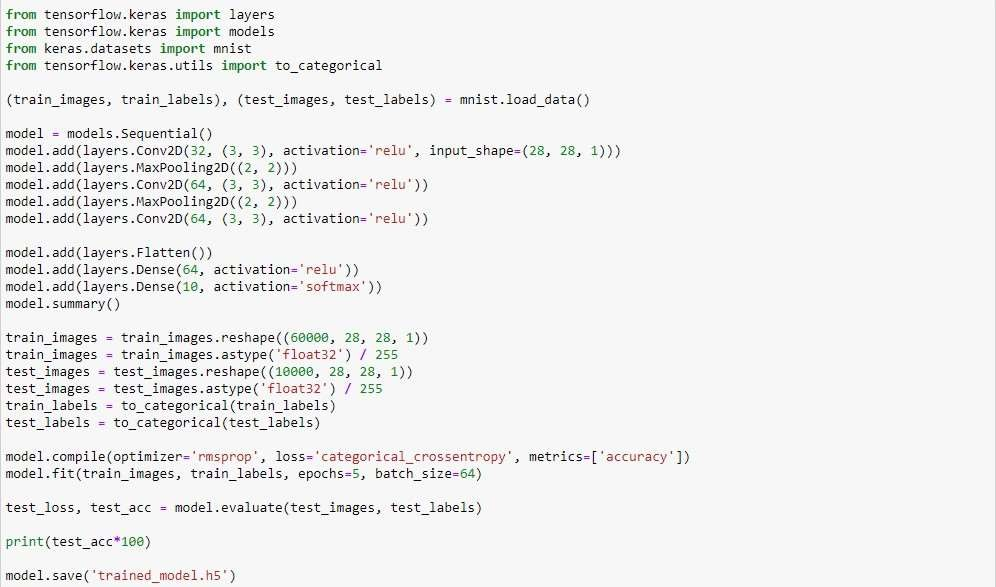 from tensorflow.keras import layers
from tensorflow.keras import models
from keras.datasets import mnist
from tensorflow.keras.utils import to_categorical
(train_images, train_labels), (test_images, test_labels) = mnist.load_data()
model = models.Sequential()
model.add(layers.Conv2D(32, (3, 3), activation='relu', input_shape=(28, 28, 1)))
model.add(layers.MaxPooling2D((2, 2)))
model.add(layers.Conv2D(64, (3, 3), activation='relu'))
model.add(layers.MaxPooling2D((2, 2)))
model.add(layers.Conv2D(64, (3, 3), activation='relu'))
model.add(layers.Flatten())
model.add(layers.Dense(64, activation='relu'))
model.add(layers.Dense(10, activation='softmax'))
model.summary()
train_images = train_images.reshape((60000, 28, 28, 1))
train_images = train_images.astype('float32') / 255
test_images = test_images.reshape((10000, 28, 28, 1))
test_images = test_images.astype('float32') / 255
train_labels = to_categorical(train_labels)
test_labels = to_categorical(test_labels)
model.compile(optimizer='rmsprop', loss='categorical_crossentropy', metrics=['accuracy'])
model.fit(train_images, train_labels, epochs=5, batch_size=64)
test_loss, test_acc = model.evaluate(test_images, test_labels)
print(test_acc*100)
model.save('trained_model.h5')